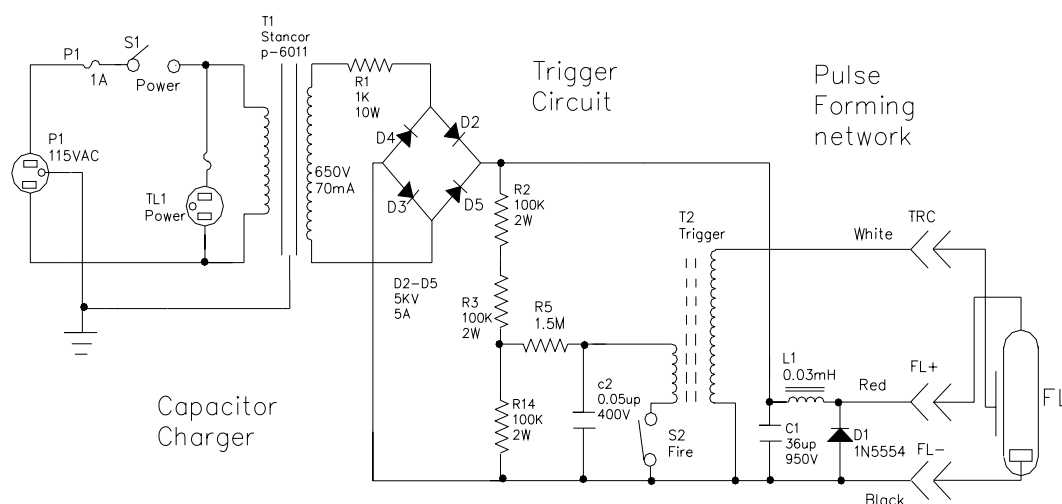 T1
Stancor
p-6011
P1
1A
S1
Power
P1
115VAC
TL1
Power
650V
70mA
R1
1K
10W
D4
D2
D3
D5
D2-D5
5KV
5A
Trigger
Circuit
Pulse
Forming
network
R2
100K
2W
R3
100K
2W
R5
1.5M
R14
100K
2W
c2
0.05up
400V
S2
Fire
T2
Trigger
White
TRC
L1
0.03mH
Red
FL+
C1
36up
950V
D1
1N5554
FL-
Black
FL
Capacitor
Charger